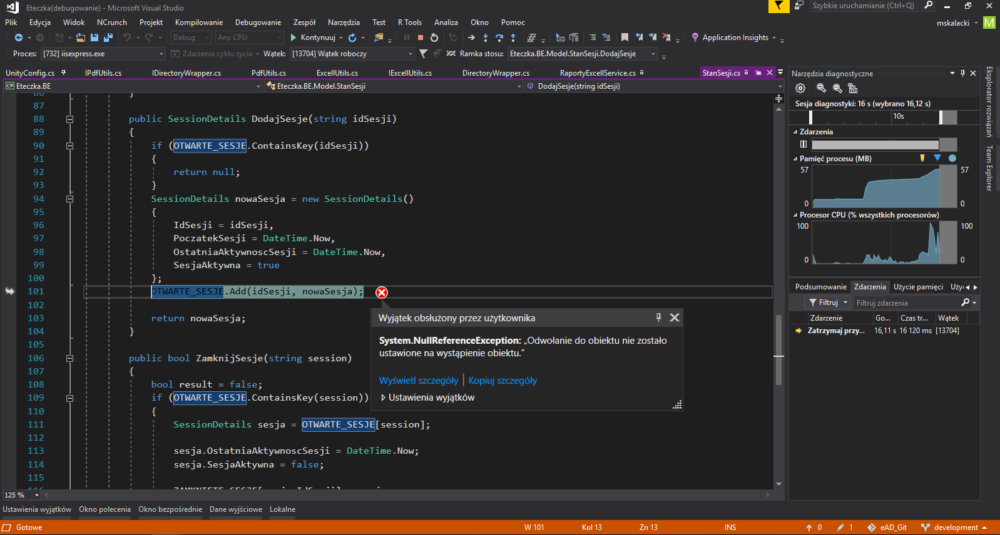 Eteczka(debugowanie) - Microsoft Visual Studio
Szybkie uruchamianie (Ctrl+Q)
Plik Edycja Widok NCrunch Projekt Kompilowanie Debugowanie Zespół Narzędzia Test R Tools Analiza Okno Pomoc
mskalacki M
Debug Any CPU Kontynuuj Application Insights
Proces: [732] iisexpress.exe Zdarzenia cyklu życia Wątek: [13704] Wątek roboczy Ramka stosu: Eteczka.BE.Model.StanSesji.DodajSesje
UnityConfig.cs IPdfUtils.cs IDirectoryWrapper.cs PdfUtils.cs ExcellUtils.cs IExcellUtils.cs DirectoryWrapper.cs RaportyExcellService.cs StanSesji.cs
C# Eteczka.BE Eteczka.BE.Model.StanSesji DodajSesje(string idSesji)
86 }
87
88 public SessionDetails DodajSesje(string idSesji)
89 {
90 if (OTWARTE_SESJE.ContainsKey(idSesji))
91 {
92 return null;
93 }
94 SessionDetails nowaSesja = new SessionDetails()
95 {
96 IdSesji = idSesji,
97 PoczatekSesji = DateTime.Now,
98 OstatniaAktywnoscSesji = DateTime.Now,
99 SesjaAktywna = true
100 };
101 OTWARTE_SESJE.Add(idSesji, nowaSesja);
102
103 return nowaSesja;
104 }
105
106 public bool ZamknijSesje(string session)
107 {
108 bool result = false;
109 if (OTWARTE_SESJE.ContainsKey(session))
110 {
111 SessionDetails sesja = OTWARTE_SESJE[session];
112
113 sesja.OstatniaAktywnoscSesji = DateTime.Now;
114 sesja.SesjaAktywna = false;
115
Wyjątek obsłużony przez użytkownika
System.NullReferenceException: „Odwołanie do obiektu nie zostało
ustawione na wystąpienie obiektu.”
Wyświetl szczegóły Kopiuj szczegóły
Ustawienia wyjątków
125 %
Narzędzia diagnostyczne
Sesja diagnostyki: 16 s (wybrano 16,12 s)
10s
Zdarzenia
Pamięć procesu (MB)
57 57
0 0
Procesor CPU (% wszystkich procesorów)
100 100
0 0
Podsumowanie Zdarzenia Użycie pamięci Uży
Filtruj Filtruj zdarzenia
Zdarzenie Go... Czas tr... Wątek
Zatrzymaj przy... 16,11 s 16 120 ms [13704]
Eksplorator rozwiązań
Team Explorer
Ustawienia wyjątków Okno polecenia Okno bezpośrednie Dane wyjściowe Lokalne
Gotowe W 101 Kol 13 Zn 13 INS 0 1 eAD_Git development